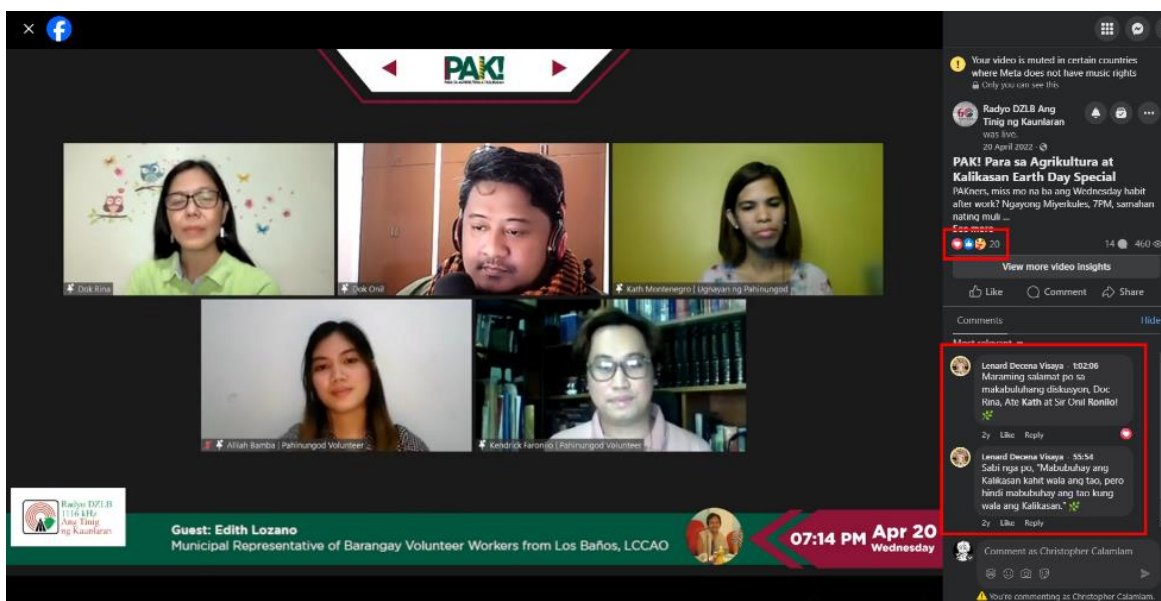 PAK!
Dok Rina
Dok Onil
Kath Montenegro | Ugnayan ng Pahinungod
Alliah Bamba | Pahinungod Volunteer
Kendrick Faronilo | Pahinungod Volunteer
Radyo DZLB
1116 kHz
Ang Tinig
ng Kaunlaran
Guest: Edith Lozano
Municipal Representative of Barangay Volunteer Workers from Los Baños, LCCAO
07:14 PM
Apr 20
Wednesday
Your video is muted in certain countries
where Meta does not have music rights
Only you can see this
Radyo DZLB Ang
Tinig ng Kaunlaran
was live.
20 April 2022
PAK! Para sa Agrikultura at
Kalikasan Earth Day Special
PAKners, miss mo na ba ang Wednesday habit
after work? Ngayong Miyerkules, 7PM, samahan
nating muli ...
See more
20
14
460
View more video insights
Like
Comment
Share
Comments
Hide
Most relevant
Lenard Decena Visaya · 1:02:06
Maraming salamat po sa
makabuluhang diskusyon, Doc
Rina, Ate Kath at Sir Onil Ronilo!
2y Like Reply
Lenard Decena Visaya · 55:54
Sabi nga po, "Mabubuhay ang
Kalikasan kahit wala ang tao, pero
hindi mabubuhay ang tao kung
wala ang Kalikasan."
2y Like Reply
Comment as Christopher Calamlam
You're commenting as Christopher Calamlam.